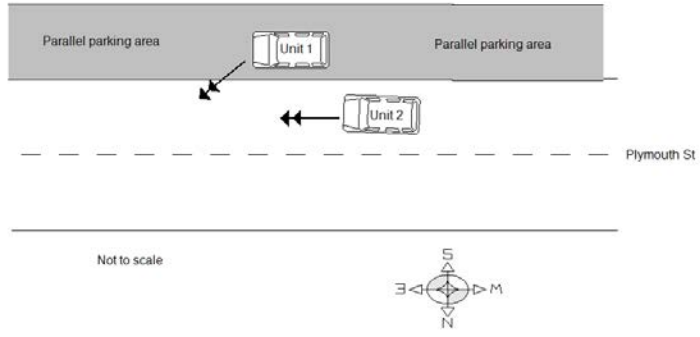 Parallel parking area
Unit 1
Parallel parking area
Unit 2
Plymouth St
Not to scale
S
E
W
N